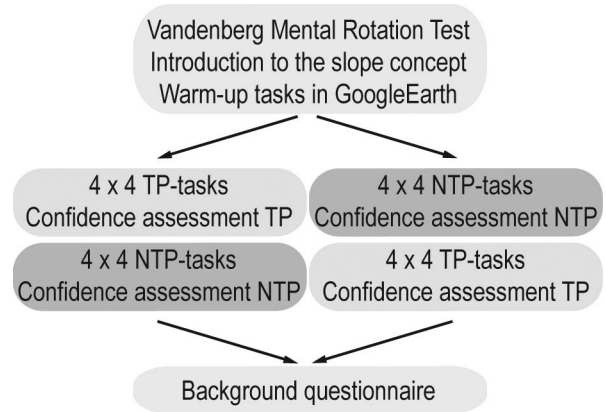 Vandenberg Mental Rotation Test
Introduction to the slope concept
Warm-up tasks in GoogleEarth
4 x 4 TP-tasks
Confidence assessment TP
4 x 4 NTP-tasks
Confidence assessment NTP
4 x 4 NTP-tasks
Confidence assessment NTP
4 x 4 TP-tasks
Confidence assessment TP
Background questionnaire